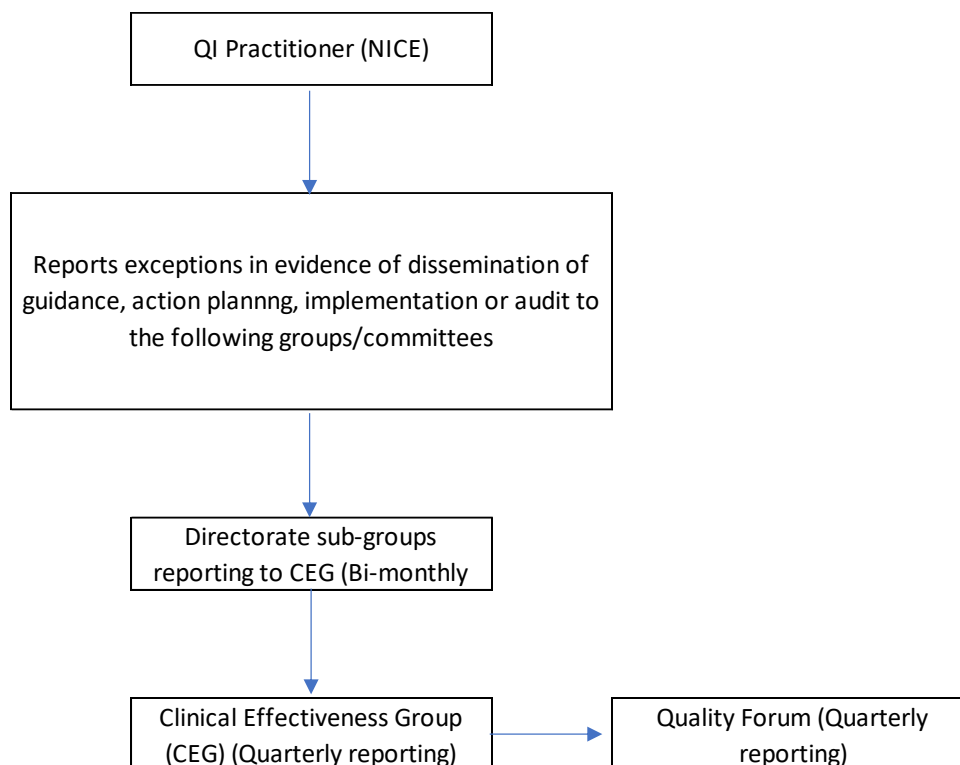 QI Practitioner (NICE)
Reports exceptions in evidence of dissemination of
guidance, action plannng, implementation or audit to
the following groups/committees
Directorate sub-groups
reporting to CEG (Bi-monthly
Clinical Effectiveness Group
(CEG) (Quarterly reporting)
Quality Forum (Quarterly
reporting)